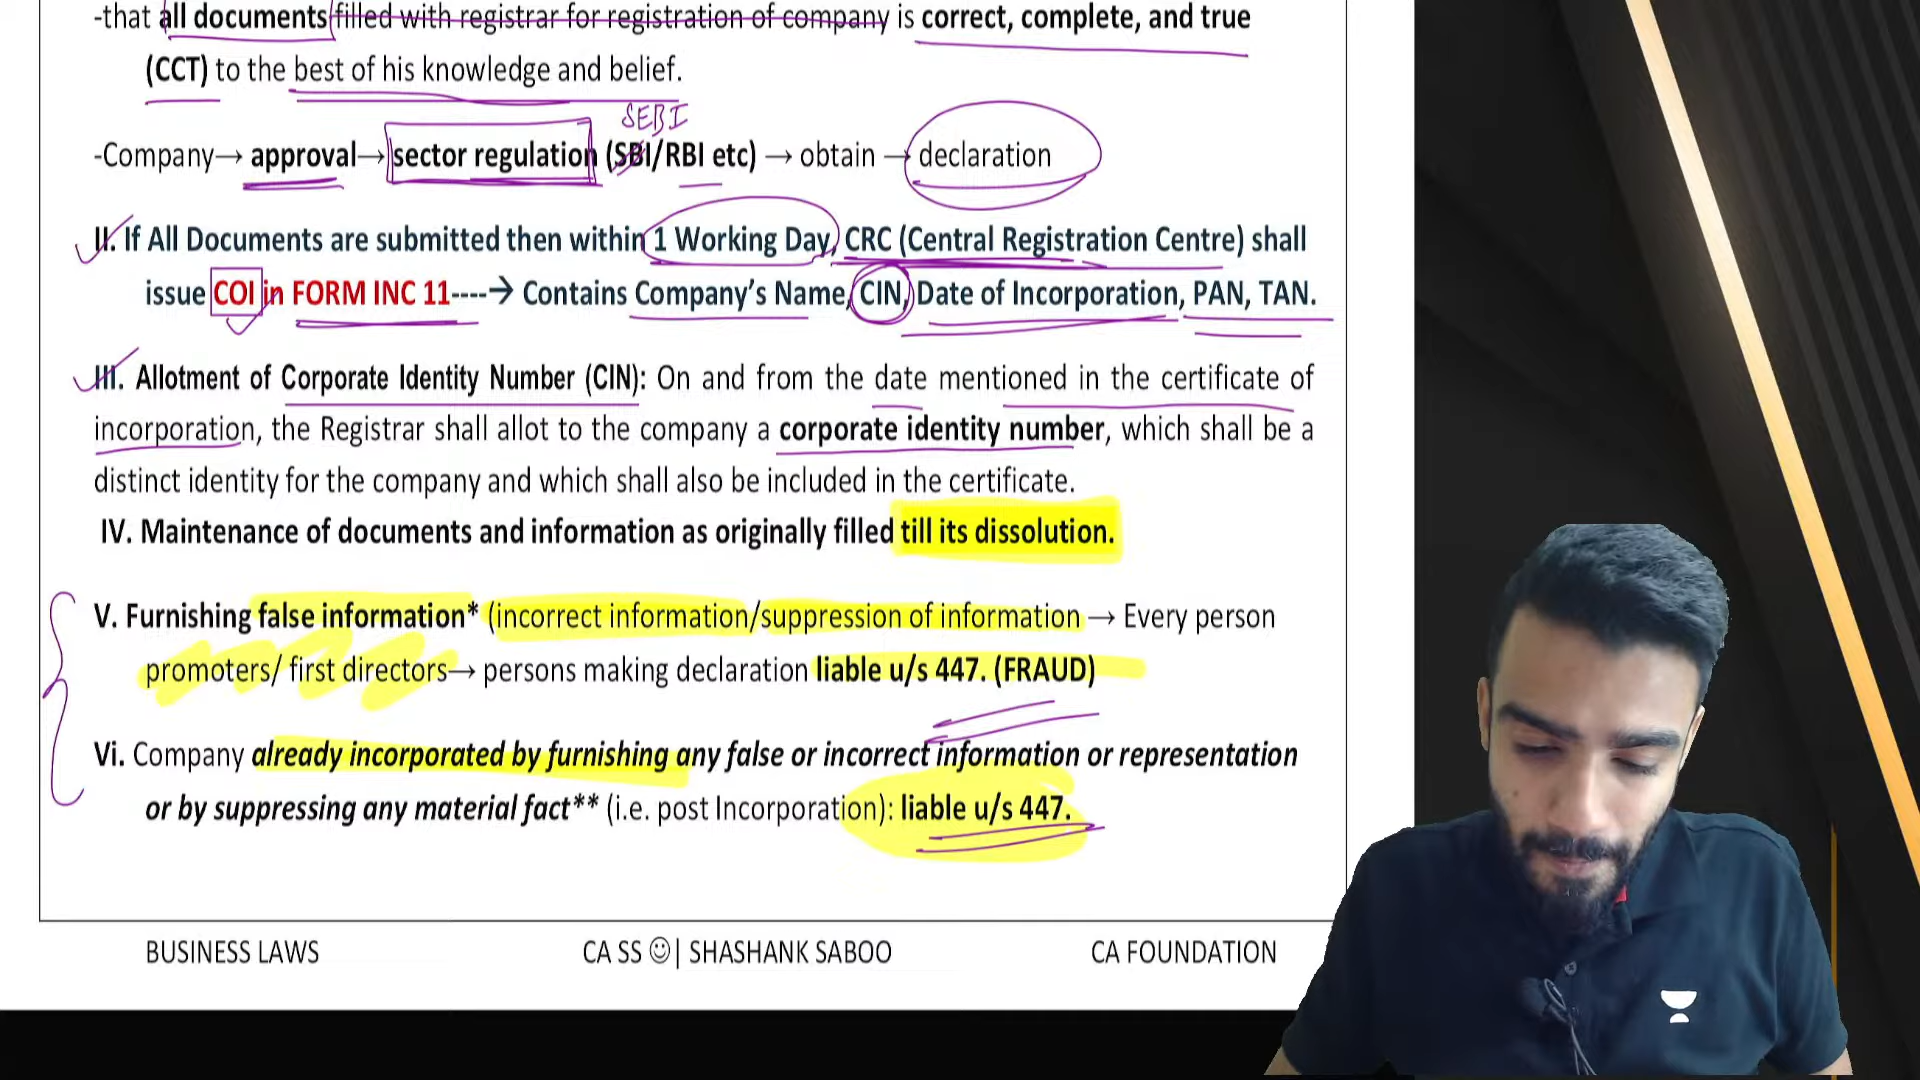 -that all documents filled with registrar for registration of company is correct, complete, and true
(CCT) to the best of his knowledge and belief.
SEBI
-Company→ approval→ sector regulation (SBI/RBI etc) → obtain → declaration
II. If All Documents are submitted then within 1 Working Day, CRC (Central Registration Centre) shall
issue COI in FORM INC 11----→ Contains Company's Name, CIN, Date of Incorporation, PAN, TAN.
III. Allotment of Corporate Identity Number (CIN): On and from the date mentioned in the certificate of
incorporation, the Registrar shall allot to the company a corporate identity number, which shall be a
distinct identity for the company and which shall also be included in the certificate.
IV. Maintenance of documents and information as originally filled till its dissolution.
V. Furnishing false information* (incorrect information/suppression of information → Every person
promoters/ first directors→ persons making declaration liable u/s 447. (FRAUD)
Vi. Company already incorporated by furnishing any false or incorrect information or representation
or by suppressing any material fact** (i.e. post Incorporation): liable u/s 447.
BUSINESS LAWS CA SS ☺| SHASHANK SABOO CA FOUNDATION